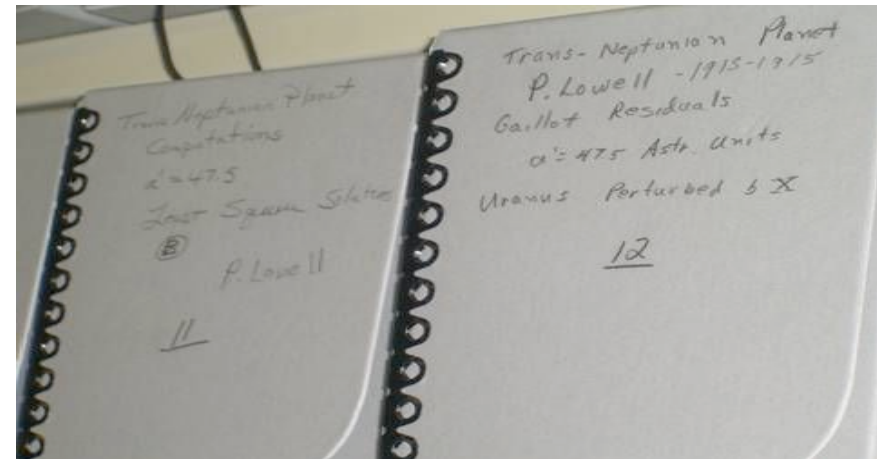 Trans Neptunian Planet
Computations
a' = 47.5
Least Square Solution
B
P. Lowell
11
Trans-Neptunian Planet
P. Lowell - 1915-1915
Gaillot Residuals
a' = 47.5 Astr. Units
Uranus Perturbed b X
12